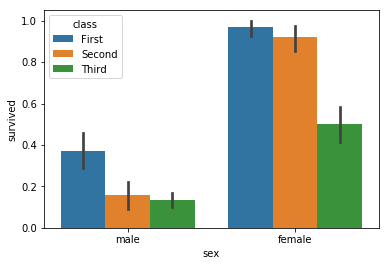 class
First
Second
Third
1.0
0.8
0.6
0.4
0.2
0.0
survived
male
female
sex